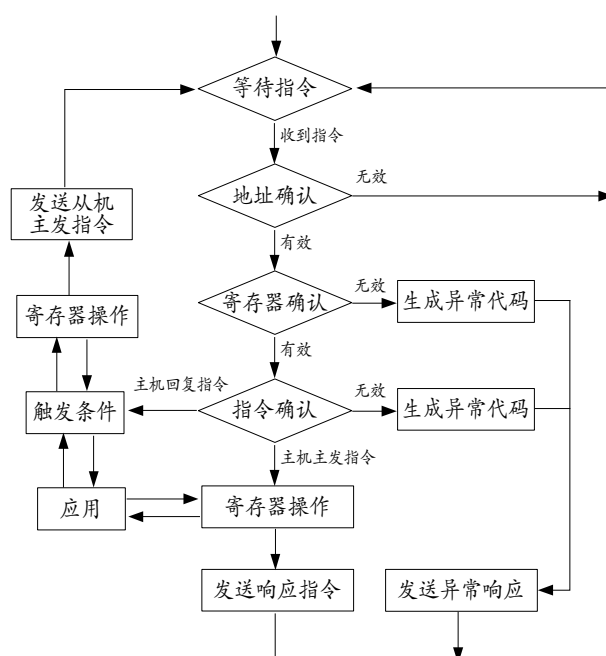 等待指令
收到指令
地址确认
无效
发送从机
主发指令
有效
寄存器操作
寄存器确认
无效
生成异常代码
有效
主机回复指令
触发条件
指令确认
无效
生成异常代码
主机主发指令
应用
寄存器操作
发送响应指令
发送异常响应